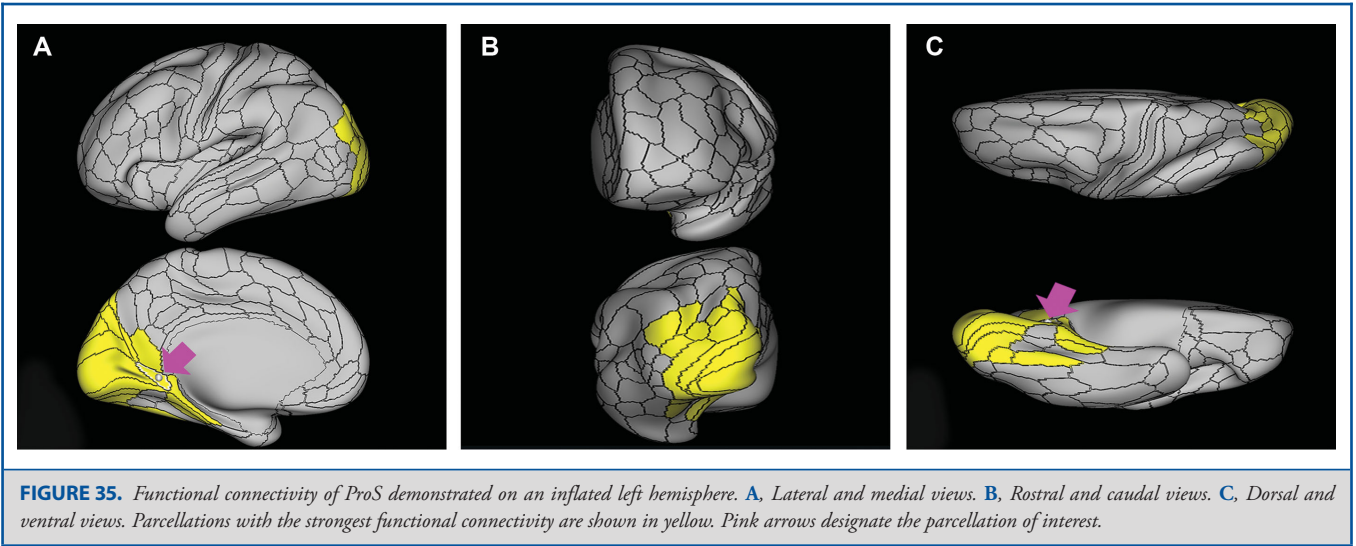 A
B
C
FIGURE 35. Functional connectivity of ProS demonstrated on an inflated left hemisphere. A, Lateral and medial views. B, Rostral and caudal views. C, Dorsal and
ventral views. Parcellations with the strongest functional connectivity are shown in yellow. Pink arrows designate the parcellation of interest.